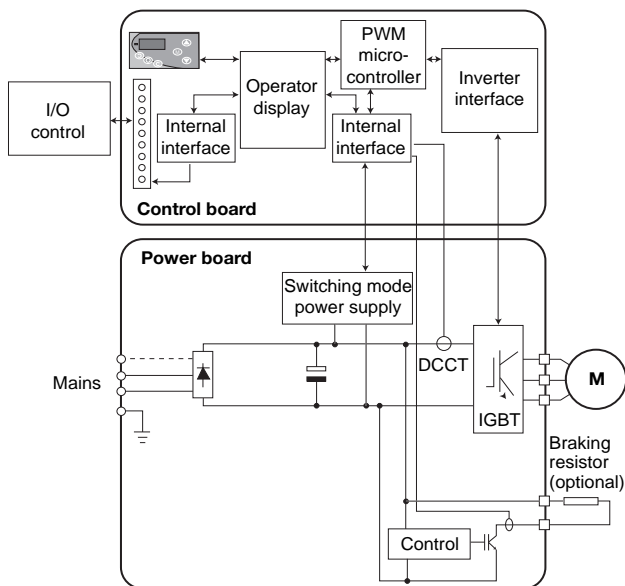 PWM
micro-
controller
Operator
display
Inverter
interface
I/O
control
Internal
interface
Internal
interface
Control board
Power board
Switching mode
power supply
DCCT
Mains
M
IGBT
Braking
resistor
(optional)
Control